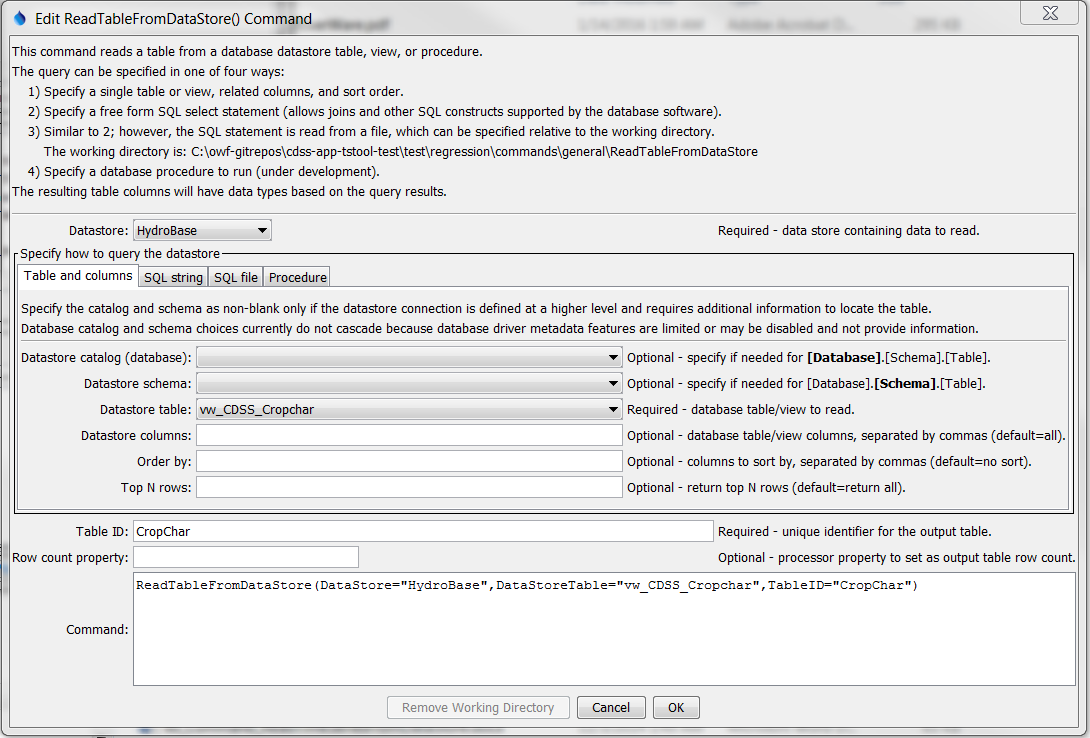 Edit ReadTableFromDataStore() Command
This command reads a table from a database datastore table, view, or procedure.
The query can be specified in one of four ways:
1) Specify a single table or view, related columns, and sort order.
2) Specify a free form SQL select statement (allows joins and other SQL constructs supported by the database software).
3) Similar to 2; however, the SQL statement is read from a file, which can be specified relative to the working directory.
The working directory is: C:\owf-gitrepos\cdss-app-tstool-test\test\regression\commands\general\ReadTableFromDataStore
4) Specify a database procedure to run (under development).
The resulting table columns will have data types based on the query results.
Datastore: HydroBase Required - data store containing data to read.
Specify how to query the datastore
Table and columns SQL string SQL file Procedure
Specify the catalog and schema as non-blank only if the datastore connection is defined at a higher level and requires additional information to locate the table.
Database catalog and schema choices currently do not cascade because database driver metadata features are limited or may be disabled and not provide information.
Datastore catalog (database): Optional - specify if needed for [Database].[Schema].[Table].
Datastore schema: Optional - specify if needed for [Database].[Schema].[Table].
Datastore table: vw_CDSS_Cropchar Required - database table/view to read.
Datastore columns: Optional - database table/view columns, separated by commas (default=all).
Order by: Optional - columns to sort by, separated by commas (default=no sort).
Top N rows: Optional - return top N rows (default=return all).
Table ID: CropChar Required - unique identifier for the output table.
Row count property: Optional - processor property to set as output table row count.
Command: ReadTableFromDataStore(DataStore="HydroBase",DataStoreTable="vw_CDSS_Cropchar",TableID="CropChar")
Remove Working Directory Cancel OK